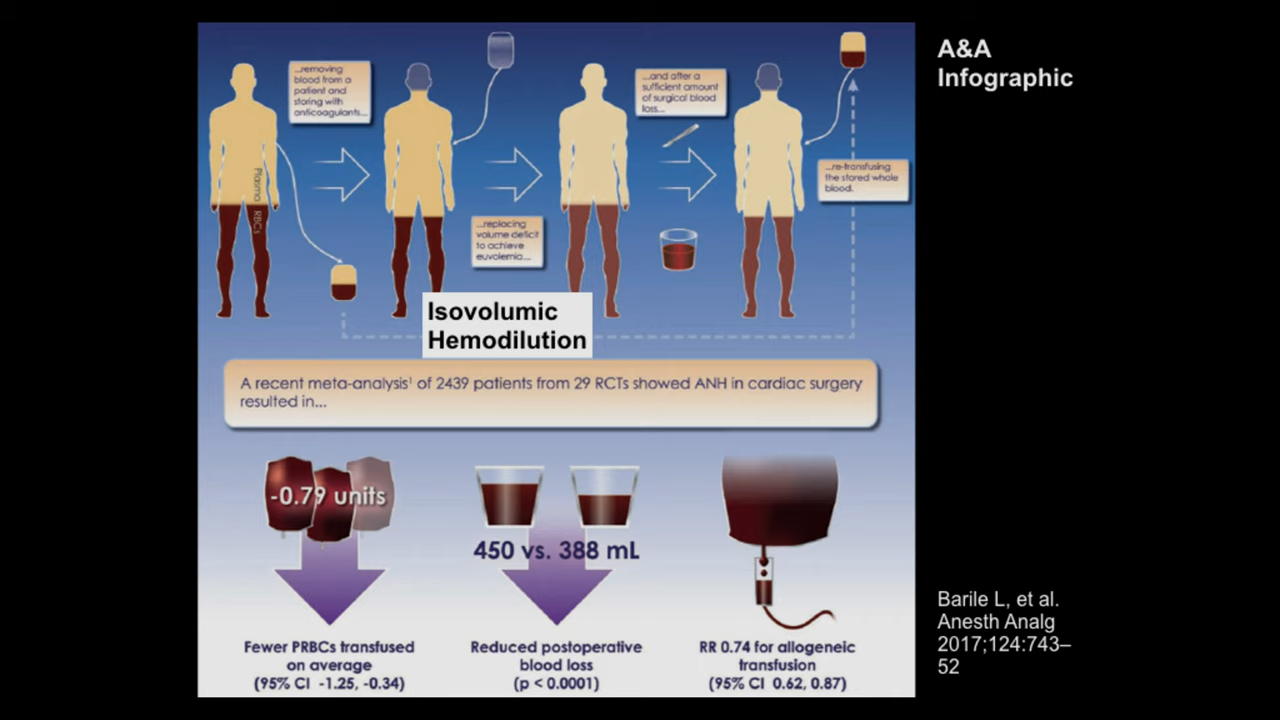 A&A
Infographic
...removing
blood from a
patient and
storing with
anticoagulants...
Plasma
RBCs
...replacing
volume deficit
to achieve
euvolemia...
...and after a
sufficient amount
of surgical blood
loss...
...re-transfusing
the stored whole
blood.
Isovolumic
Hemodilution
A recent meta-analysis¹ of 2439 patients from 29 RCTs showed ANH in cardiac surgery
resulted in...
-0.79 units
Fewer PRBCs transfused
on average
(95% CI -1.25, -0.34)
450 vs. 388 mL
Reduced postoperative
blood loss
(p < 0.0001)
RR 0.74 for allogeneic
transfusion
(95% CI 0.62, 0.87)
Barile L, et al.
Anesth Analg
2017;124:743–
52